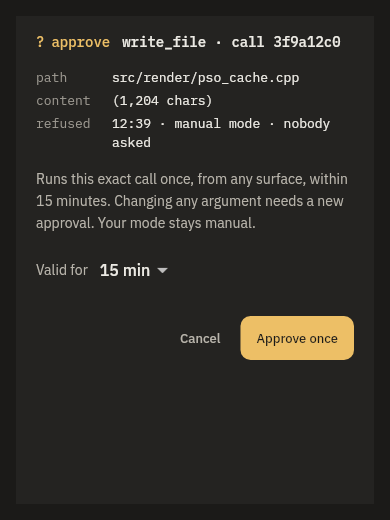 ? approve write_file · call 3f9a12c0
path src/render/pso_cache.cpp
content (1,204 chars)
refused 12:39 · manual mode · nobody
asked
Runs this exact call once, from any surface, within
15 minutes. Changing any argument needs a new
approval. Your mode stays manual.
Valid for 15 min
Cancel Approve once